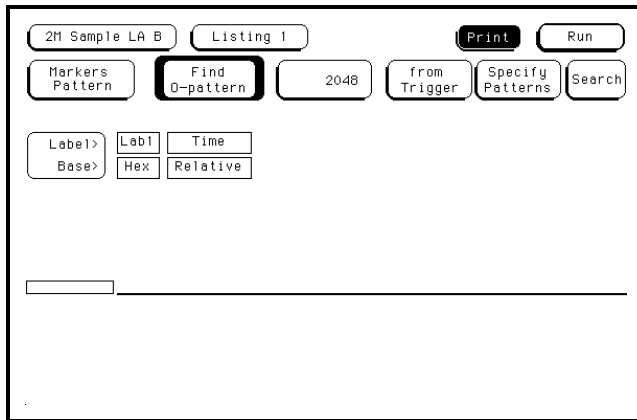 2M Sample LA B Listing 1 Print Run
Markers Pattern Find O-pattern 2048 from Trigger Specify Patterns Search
Label> Lab1 Time
Base> Hex Relative